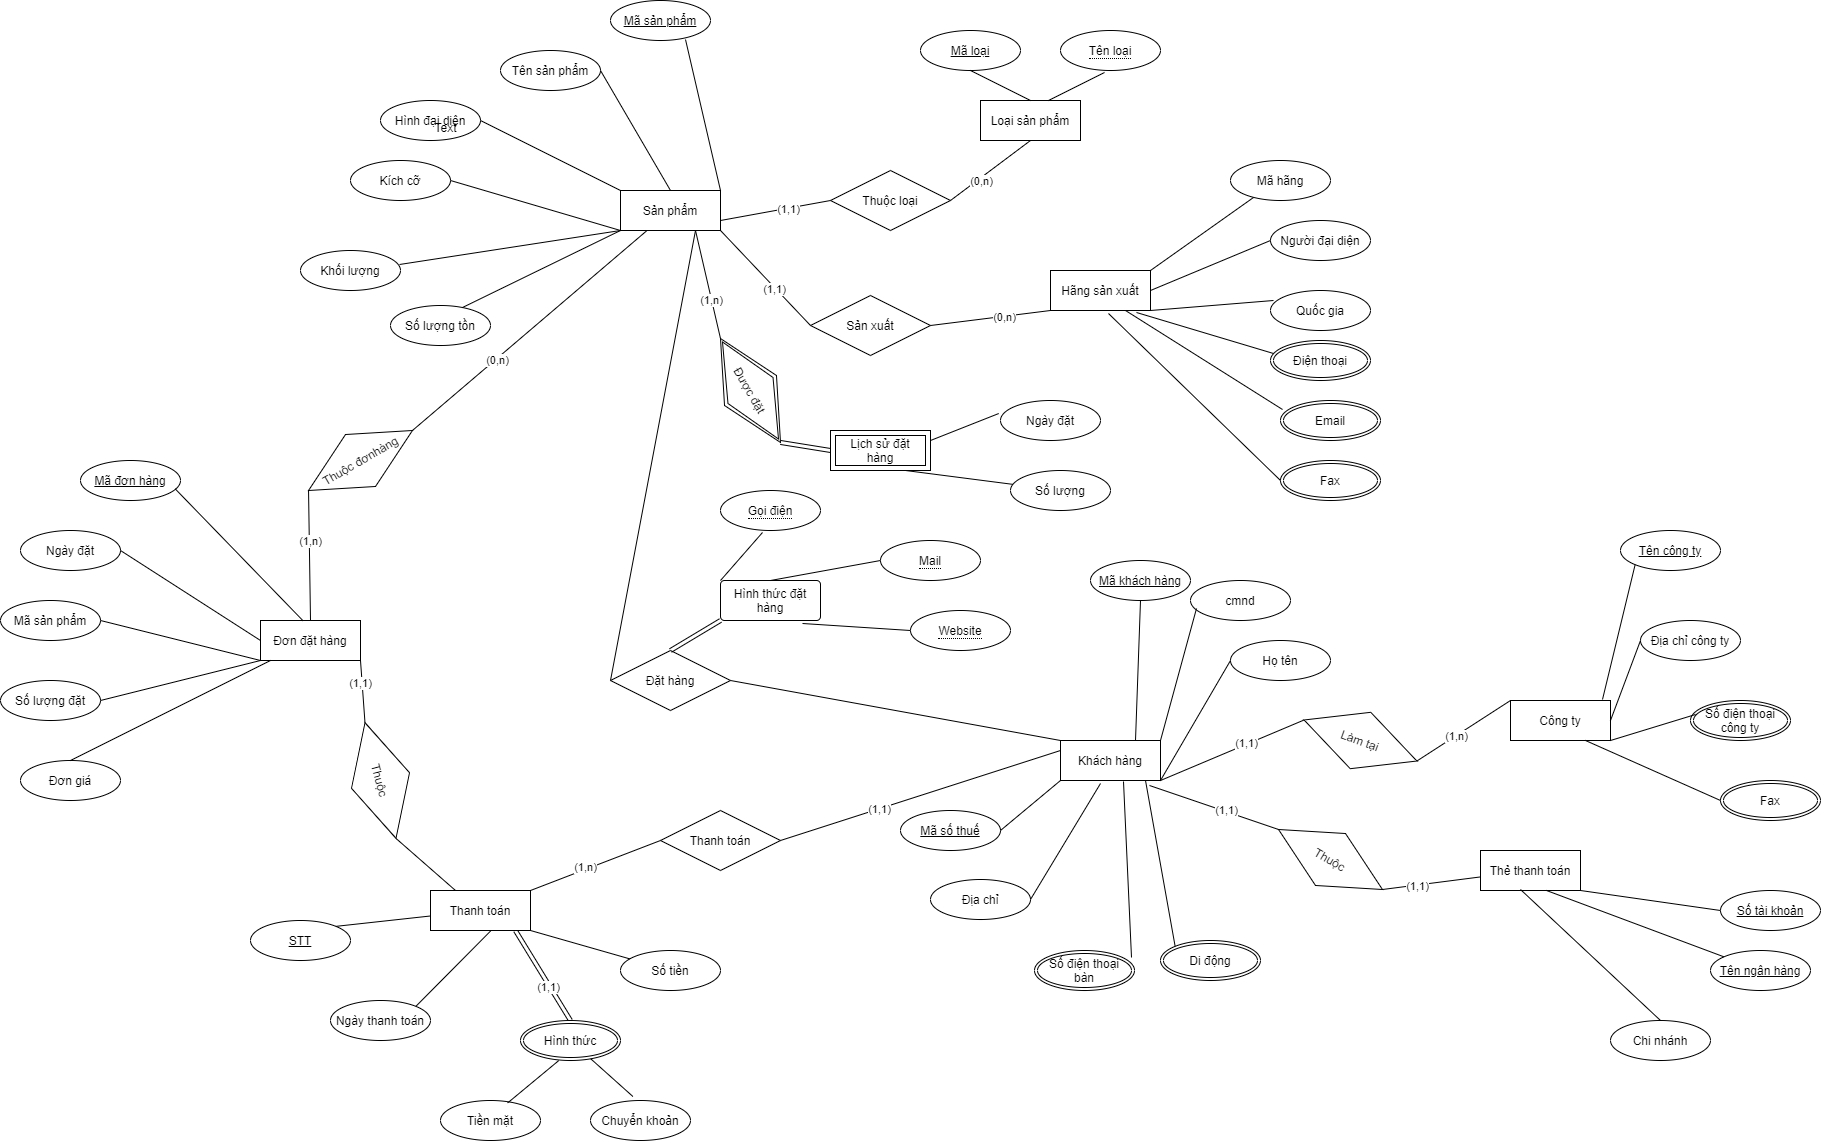 Mã sản phẩm
Mã loại
Tên loại
Tên sản phẩm
Hình đại diện
Text
Loại sản phẩm
Kích cỡ
(0,n)
Mã hãng
Sản phẩm
(1,1)
Thuộc loại
Người đại diện
Khối lượng
(1,1)
Hãng sản xuất
(1,n)
Quốc gia
Số lượng tồn
Sản xuất
(0,n)
(0,n)
Điện thoại
Được đặt
Ngày đặt
Email
Lịch sử đặt
hàng
Thuộc đơnhàng
Mã đơn hàng
Số lượng
Fax
Gọi điện
(1,n)
Ngày đặt
Mail
Tên công ty
Mã khách hàng
cmnd
Hình thức đặt
hàng
Mã sản phẩm
Website
Đơn đặt hàng
Địa chỉ công ty
Họ tên
Đặt hàng
(1,1)
Số lượng đặt
Số điện thoại
công ty
Công ty
(1,1)
Làm tại
(1,n)
Khách hàng
Đơn giá
Thuộc
Fax
(1,1)
(1,1)
Mã số thuế
Thanh toán
Thuộc
(1,n)
Thẻ thanh toán
(1,1)
Địa chỉ
Thanh toán
Số tài khoản
STT
Số điện thoại
bàn
Di động
Số tiền
Tên ngân hàng
(1,1)
Ngày thanh toán
Hình thức
Chi nhánh
Tiền mặt
Chuyển khoản